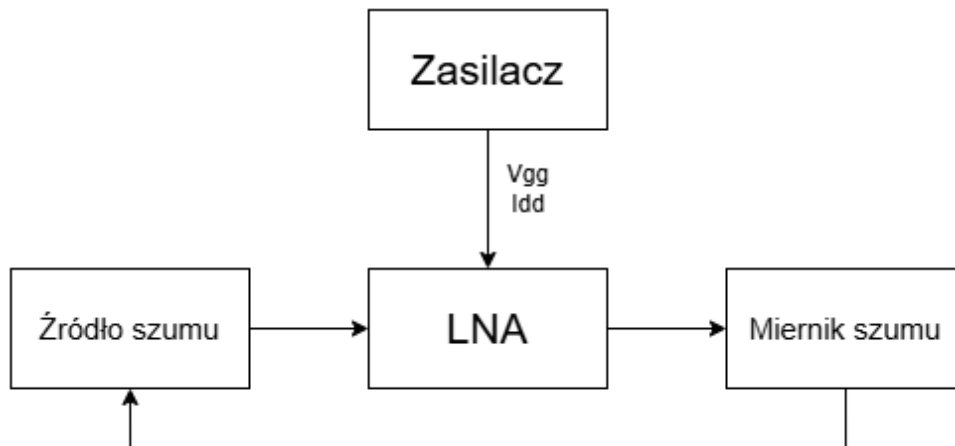 Zasilacz
Vgg
Idd
Źródło szumu
LNA
Miernik szumu